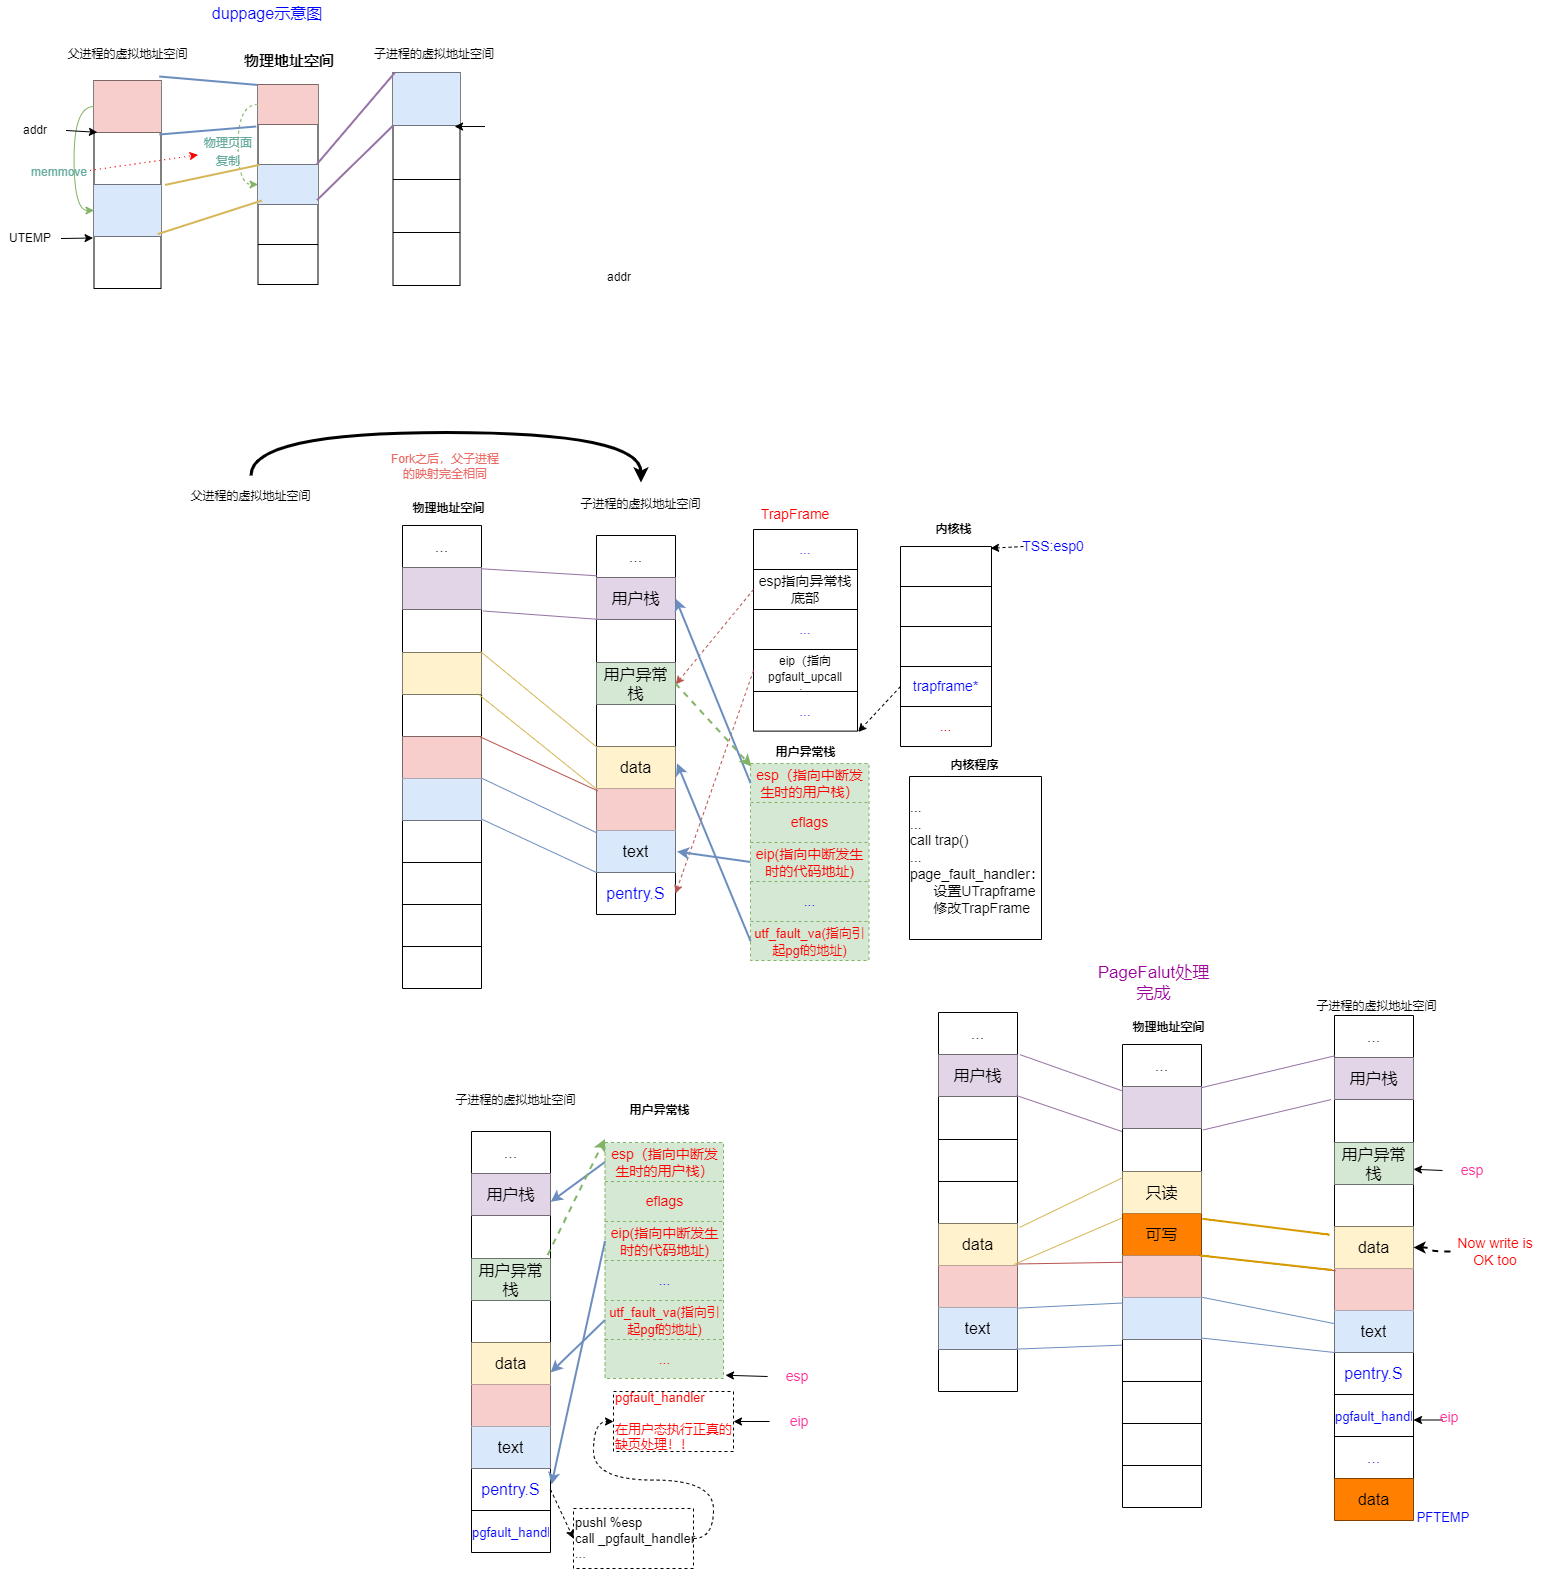 duppage示意图
父进程的虚拟地址空间
物理地址空间
子进程的虚拟地址空间
addr
物理页面
复制
memmove
UTEMP
addr
Fork之后，父子进程
的映射完全相同
父进程的虚拟地址空间
物理地址空间
...
子进程的虚拟地址空间
...
用户栈
用户异常
栈
data
text
pentry.S
TrapFrame
...
esp指向异常栈
底部
...
eip（指向
pgfault_upcall
...
内核栈
TSS:esp0
trapframe*
...
用户异常栈
esp（指向中断发
生时的用户栈）
eflags
eip(指向中断发生
时的代码地址)
...
utf_fault_va(指向引
起pgf的地址)
内核程序
...
...
call trap()
...
page_fault_handler：
设置UTrapframe
修改TrapFrame
子进程的虚拟地址空间
...
用户栈
用户异常
栈
data
text
pentry.S
pgfault_handl
用户异常栈
esp（指向中断发
生时的用户栈）
eflags
eip(指向中断发生
时的代码地址)
...
utf_fault_va(指向引
起pgf的地址)
...
esp
pgfault_handler
在用户态执行正真的
缺页处理！！
eip
pushl %esp
call _pgfault_handler
...
PageFalut处理
完成
...
用户栈
data
text
物理地址空间
...
只读
可写
子进程的虚拟地址空间
...
用户栈
用户异常
栈
esp
data
Now write is
OK too
text
pentry.S
pgfault_handl
eip
...
data
PFTEMP